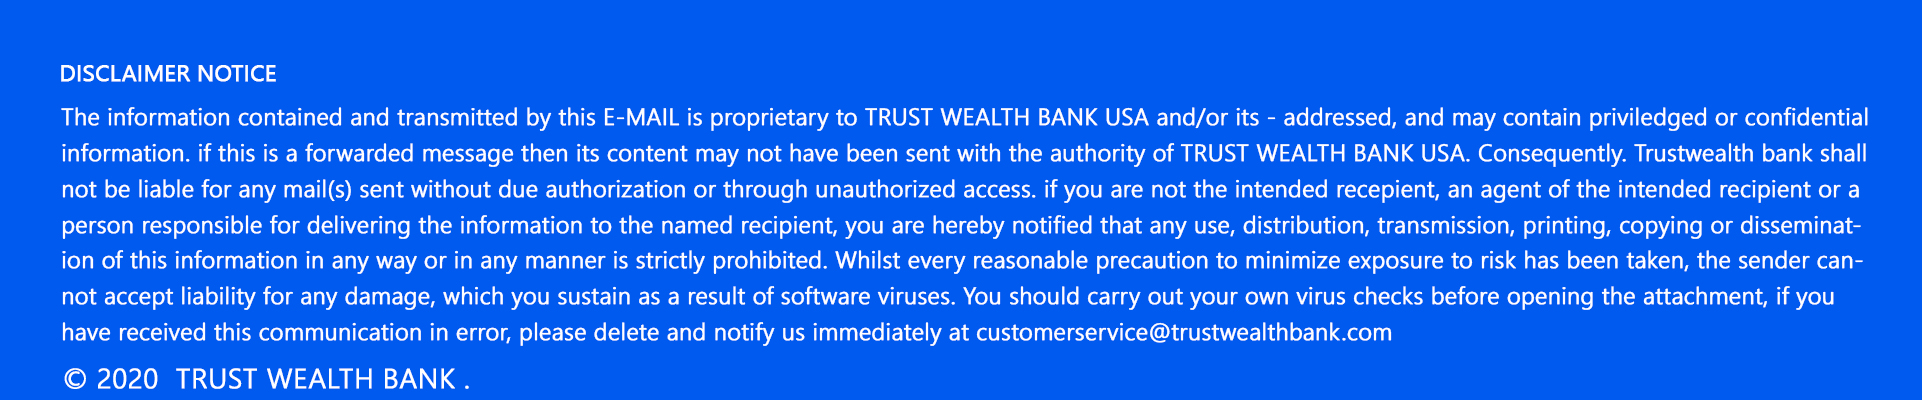 DISCLAIMER NOTICE
The information contained and transmitted by this E-MAIL is proprietary to TRUST WEALTH BANK USA and/or its - addressed, and may contain priviledged or confidential
information. if this is a forwarded message then its content may not have been sent with the authority of TRUST WEALTH BANK USA. Consequently. Trustwealth bank shall
not be liable for any mail(s) sent without due authorization or through unauthorized access. if you are not the intended recepient, an agent of the intended recipient or a
person responsible for delivering the information to the named recipient, you are hereby notified that any use, distribution, transmission, printing, copying or disseminat-
ion of this information in any way or in any manner is strictly prohibited. Whilst every reasonable precaution to minimize exposure to risk has been taken, the sender can-
not accept liability for any damage, which you sustain as a result of software viruses. You should carry out your own virus checks before opening the attachment, if you
have received this communication in error, please delete and notify us immediately at customerservice@trustwealthbank.com
© 2020 TRUST WEALTH BANK .